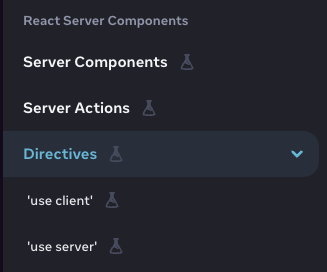 React Server Components
Server Components
Server Actions
Directives
'use client'
'use server'